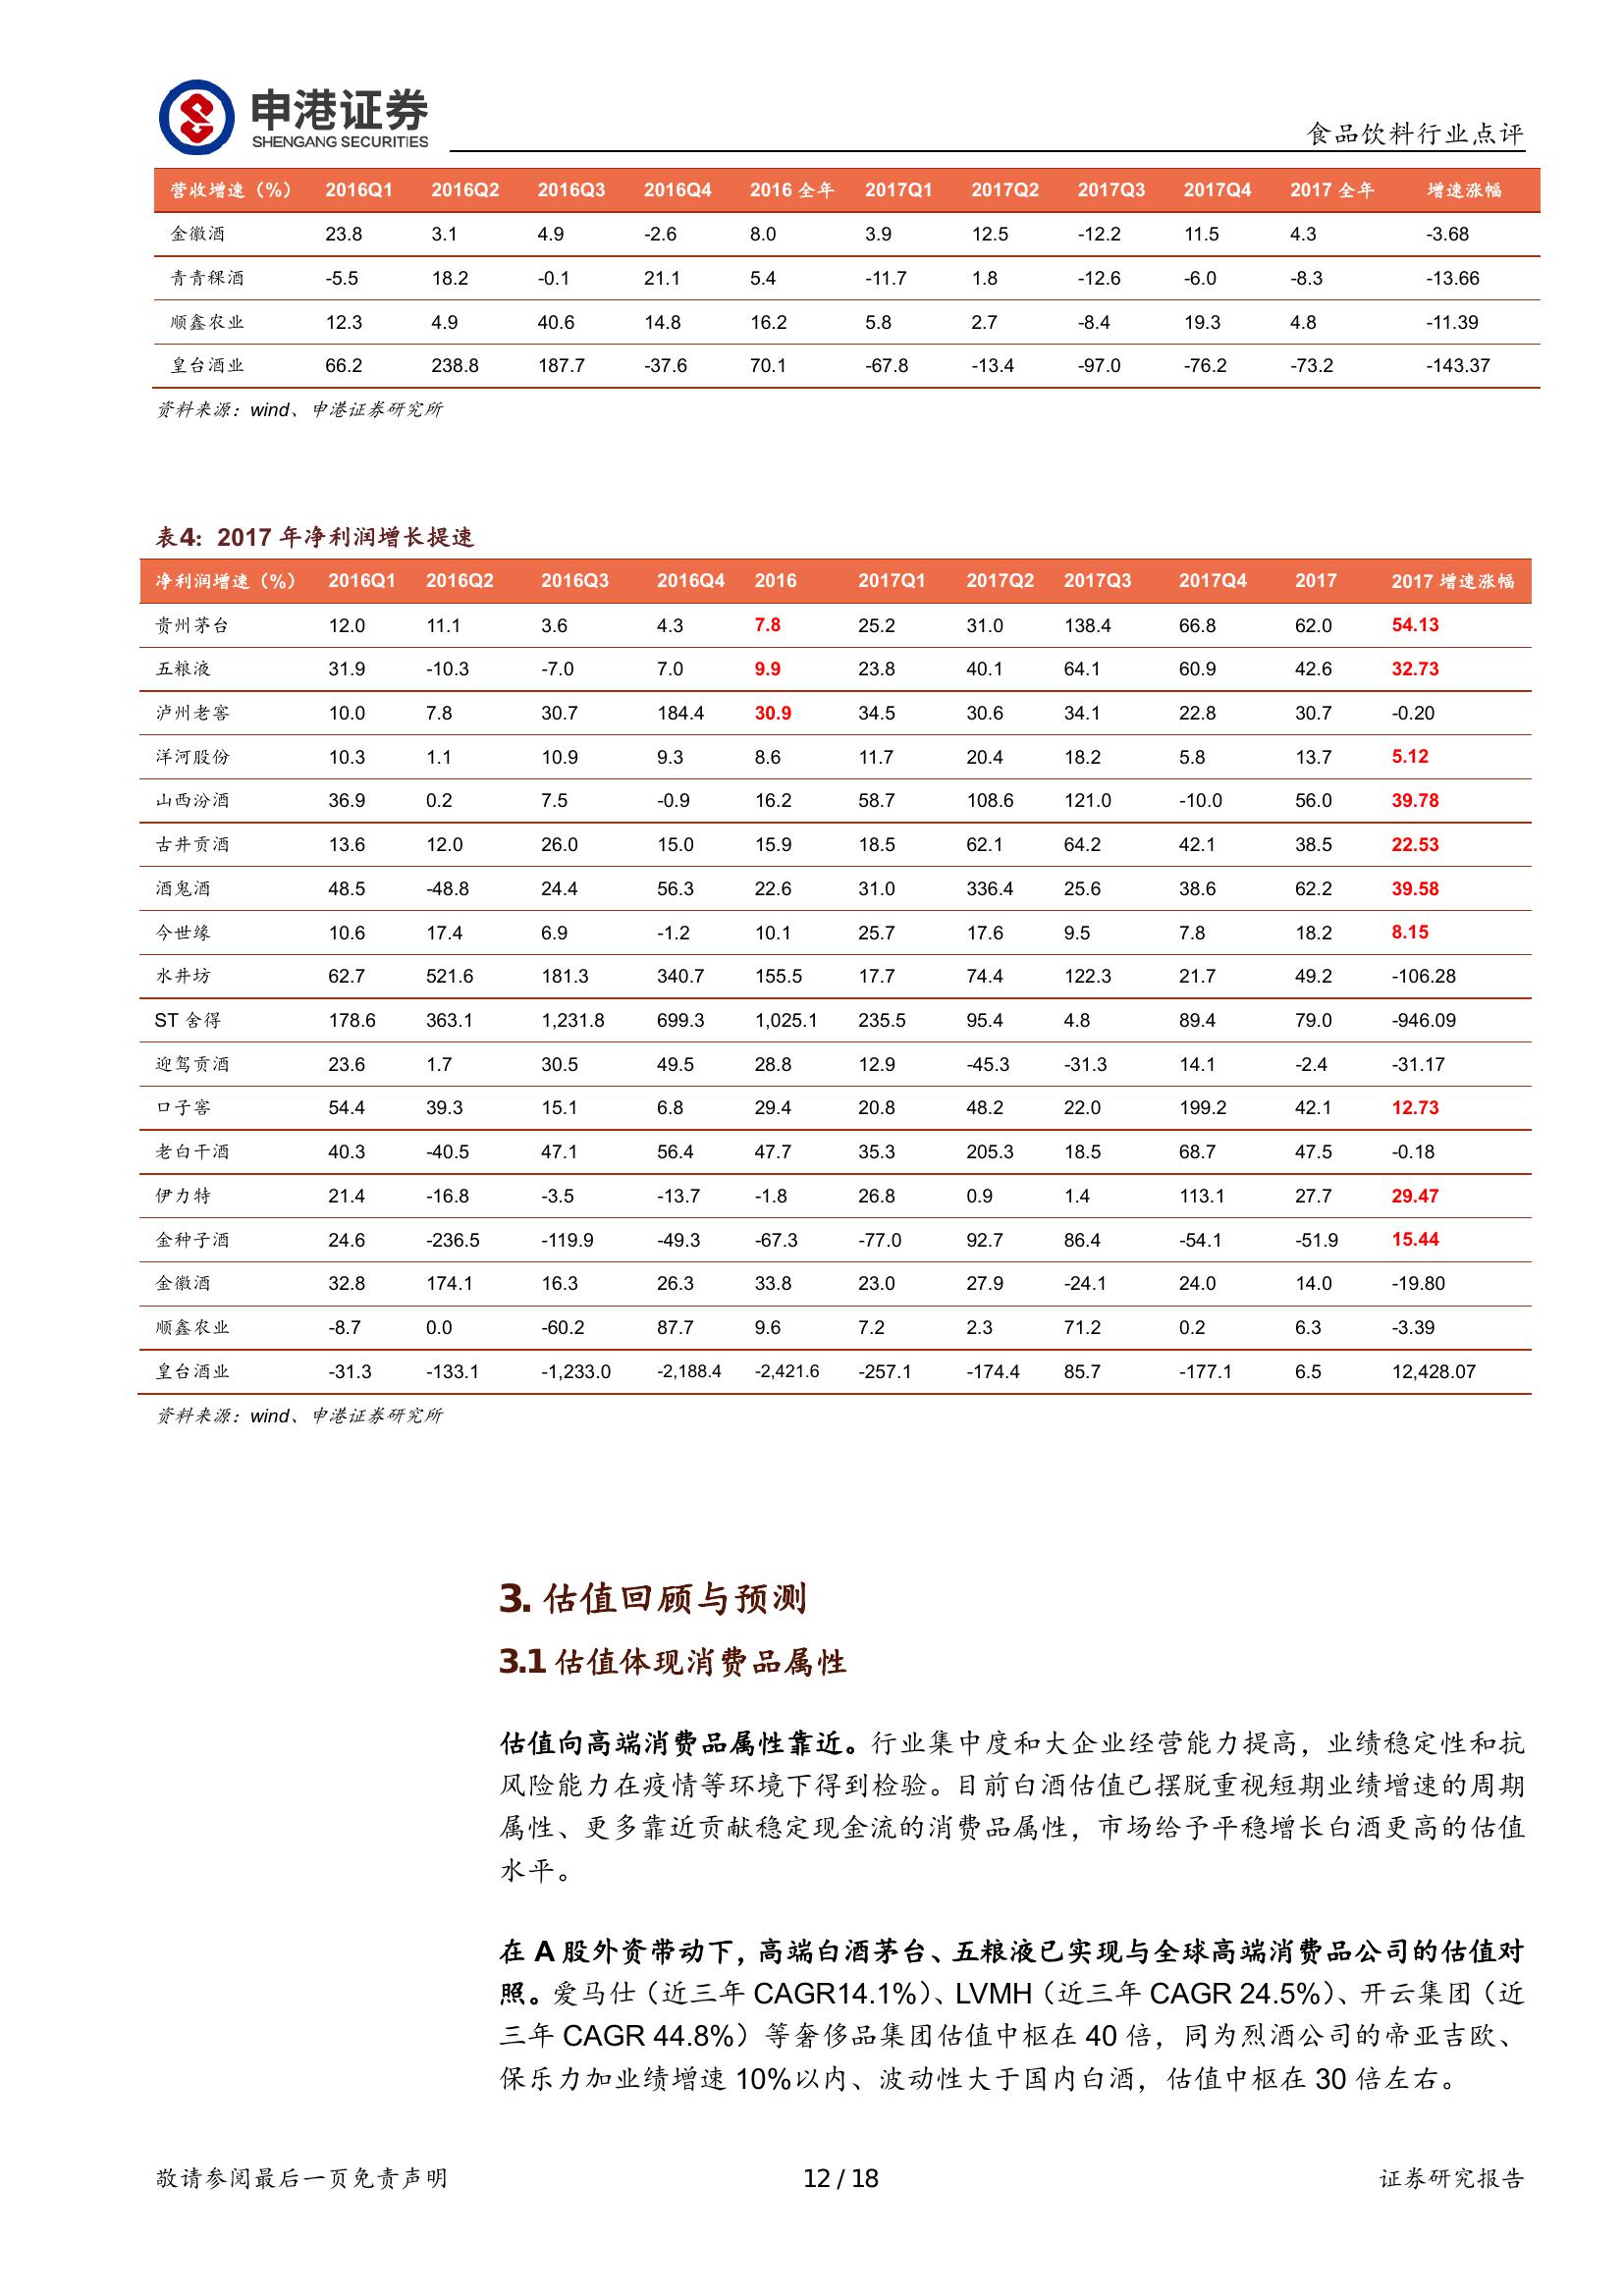 申港证券
SHENGANG SECURITIES
食品饮料行业点评
营收增速（%） 2016Q1 2016Q2 2016Q3 2016Q4 2016 全年 2017Q1 2017Q2 2017Q3 2017Q4 2017 全年 增速涨幅
金徽酒 23.8 3.1 4.9 -2.6 8.0 3.9 12.5 -12.2 11.5 4.3 -3.68
青青稞酒 -5.5 18.2 -0.1 21.1 5.4 -11.7 1.8 -12.6 -6.0 -8.3 -13.66
顺鑫农业 12.3 4.9 40.6 14.8 16.2 5.8 2.7 -8.4 19.3 4.8 -11.39
皇台酒业 66.2 238.8 187.7 -37.6 70.1 -67.8 -13.4 -97.0 -76.2 -73.2 -143.37
资料来源：wind、申港证券研究所
表4：2017 年净利润增长提速
净利润增速（%） 2016Q1 2016Q2 2016Q3 2016Q4 2016 2017Q1 2017Q2 2017Q3 2017Q4 2017 2017 增速涨幅
贵州茅台 12.0 11.1 3.6 4.3 7.8 25.2 31.0 138.4 66.8 62.0 54.13
五粮液 31.9 -10.3 -7.0 7.0 9.9 23.8 40.1 64.1 60.9 42.6 32.73
泸州老窖 10.0 7.8 30.7 184.4 30.9 34.5 30.6 34.1 22.8 30.7 -0.20
洋河股份 10.3 1.1 10.9 9.3 8.6 11.7 20.4 18.2 5.8 13.7 5.12
山西汾酒 36.9 0.2 7.5 -0.9 16.2 58.7 108.6 121.0 -10.0 56.0 39.78
古井贡酒 13.6 12.0 26.0 15.0 15.9 18.5 62.1 64.2 42.1 38.5 22.53
酒鬼酒 48.5 -48.8 24.4 56.3 22.6 31.0 336.4 25.6 38.6 62.2 39.58
今世缘 10.6 17.4 6.9 -1.2 10.1 25.7 17.6 9.5 7.8 18.2 8.15
水井坊 62.7 521.6 181.3 340.7 155.5 17.7 74.4 122.3 21.7 49.2 -106.28
ST 舍得 178.6 363.1 1,231.8 699.3 1,025.1 235.5 95.4 4.8 89.4 79.0 -946.09
迎驾贡酒 23.6 1.7 30.5 49.5 28.8 12.9 -45.3 -31.3 14.1 -2.4 -31.17
口子窖 54.4 39.3 15.1 6.8 29.4 20.8 48.2 22.0 199.2 42.1 12.73
老白干酒 40.3 -40.5 47.1 56.4 47.7 35.3 205.3 18.5 68.7 47.5 -0.18
伊力特 21.4 -16.8 -3.5 -13.7 -1.8 26.8 0.9 1.4 113.1 27.7 29.47
金种子酒 24.6 -236.5 -119.9 -49.3 -67.3 -77.0 92.7 86.4 -54.1 -51.9 15.44
金徽酒 32.8 174.1 16.3 26.3 33.8 23.0 27.9 -24.1 24.0 14.0 -19.80
顺鑫农业 -8.7 0.0 -60.2 87.7 9.6 7.2 2.3 71.2 0.2 6.3 -3.39
皇台酒业 -31.3 -133.1 -1,233.0 -2,188.4 -2,421.6 -257.1 -174.4 85.7 -177.1 6.5 12,428.07
资料来源：wind、申港证券研究所
3. 估值回顾与预测
3.1 估值体现消费品属性
估值向高端消费品属性靠近。行业集中度和大企业经营能力提高，业绩稳定性和抗
风险能力在疫情等环境下得到检验。目前白酒估值已摆脱重视短期业绩增速的周期
属性、更多靠近贡献稳定现金流的消费品属性，市场给予平稳增长白酒更高的估值
水平。
在 A 股外资带动下，高端白酒茅台、五粮液已实现与全球高端消费品公司的估值对
照。爱马仕（近三年 CAGR14.1%）、LVMH（近三年 CAGR 24.5%）、开云集团（近
三年 CAGR 44.8%）等奢侈品集团估值中枢在 40 倍，同为烈酒公司的帝亚吉欧、
保乐力加业绩增速 10%以内、波动性大于国内白酒，估值中枢在 30 倍左右。
敬请参阅最后一页免责声明 12 / 18 证券研究报告